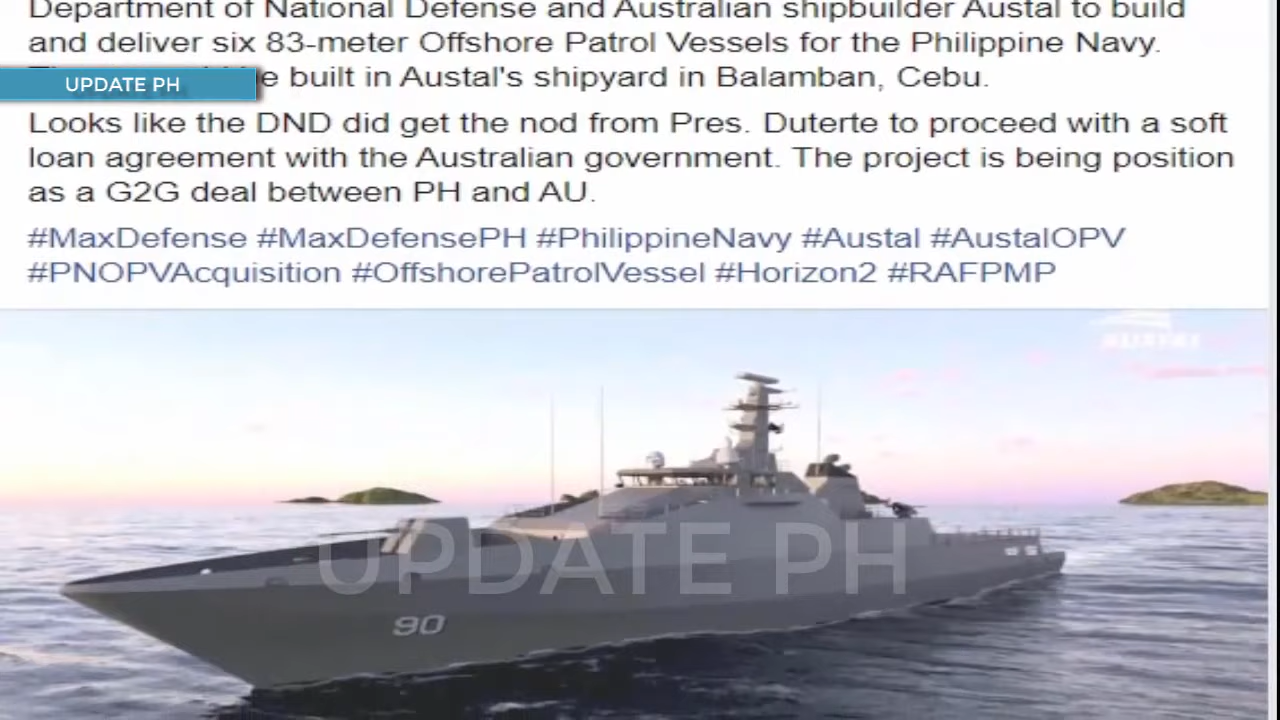 Department of National Defense and Australian shipbuilder Austal to build
and deliver six 83-meter Offshore Patrol Vessels for the Philippine Navy.
e built in Austal's shipyard in Balamban, Cebu.
UPDATE PH
Looks like the DND did get the nod from Pres. Duterte to proceed with a soft
loan agreement with the Australian government. The project is being position
as a G2G deal between PH and AU.
#MaxDefense #MaxDefensePH #PhilippineNavy #Austal #AustalOPV
#PNOPVAcquisition #OffshorePatrolVessel #Horizon2 #RAFPMP
AUSTAL
UPDATE PH
90